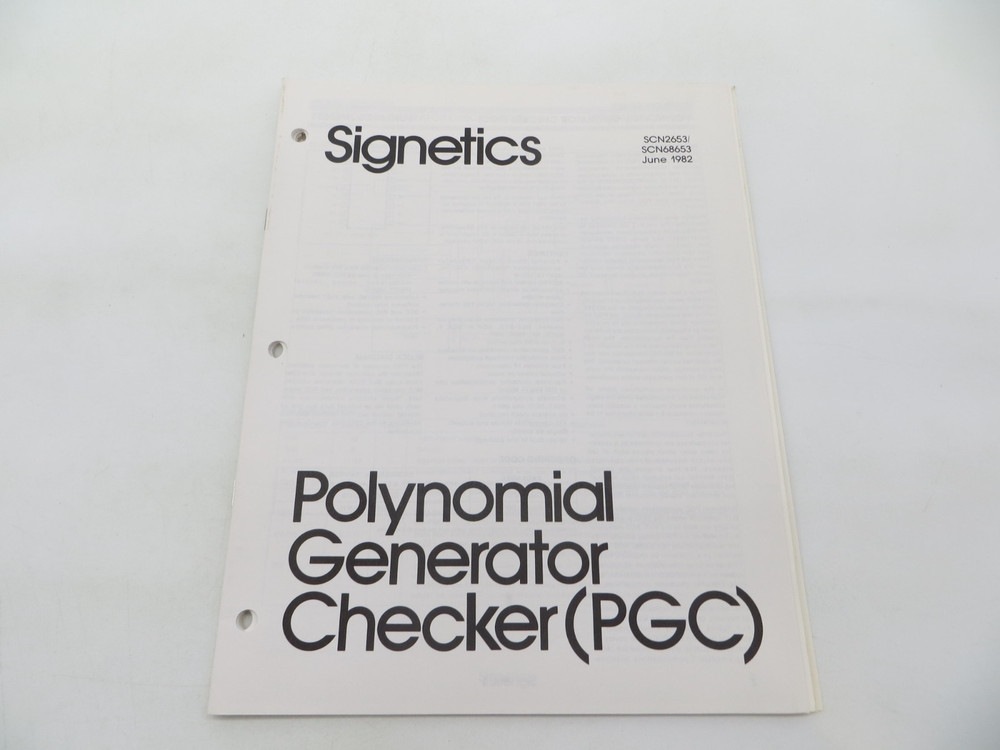 Signetics
SCN2653/
SCN68653
June 1982
Polynomial
Generator
Checker (PGC)